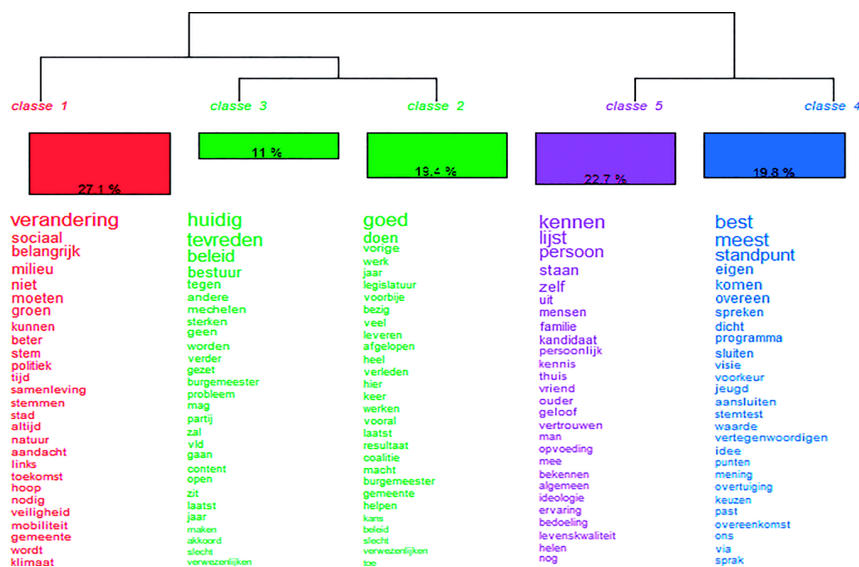 classe 1
classe 3
classe 2
classe 5
classe 4
27.1 %
11 %
19.4 %
22.7 %
19.8 %
verandering
sociaal
belangrijk
milieu
niet
moeten
groen
kunnen
beter
stem
politiek
tijd
samenleving
stemmen
stad
altijd
natuur
aandacht
links
toekomst
hoop
nodig
veiligheid
mobiliteit
gemeente
wordt
klimaat
huidig
tevreden
beleid
bestuur
tegen
andere
mechelen
sterken
geen
worden
verder
gezet
burgemeester
probleem
mag
partij
zal
vld
gaan
content
open
zit
laatst
jaar
maken
akkoord
slecht
verwezenlijken
goed
doen
vorige
werk
jaar
legislatuur
voorbije
bezig
veel
leveren
afgelopen
heel
verleden
hier
keer
werken
vooral
laatst
resultaat
coalitie
macht
burgemeester
gemeente
helpen
kans
beleid
slecht
verwezenlijken
toe
kennen
lijst
persoon
staan
zelf
uit
mensen
familie
kandidaat
persoonlijk
kennis
thuis
vriend
ouder
geloof
vertrouwen
man
opvoeding
mee
bekennen
algemeen
ideologie
ervaring
bedoeling
levenskwaliteit
helen
nog
best
meest
standpunt
eigen
komen
overeen
spreken
dicht
programma
sluiten
visie
voorkeur
jeugd
aansluiten
stemtest
waarde
vertegenwoordigen
idee
punten
mening
overtuiging
keuzen
past
overeenkomst
ons
via
sprak